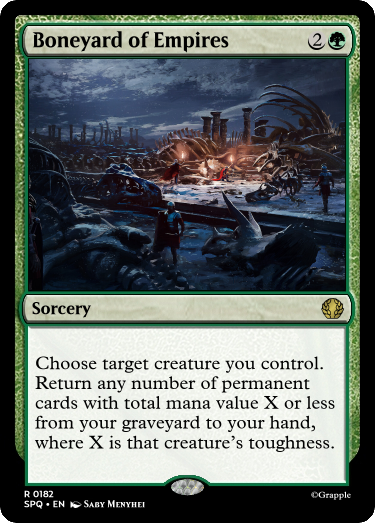 Boneyard of Empires 2
Sorcery
Choose target creature you control.
Return any number of permanent
cards with total mana value X or less
from your graveyard to your hand,
where X is that creature's toughness.
R 0182
SPQ • EN Saby Menyhei
©Grapple